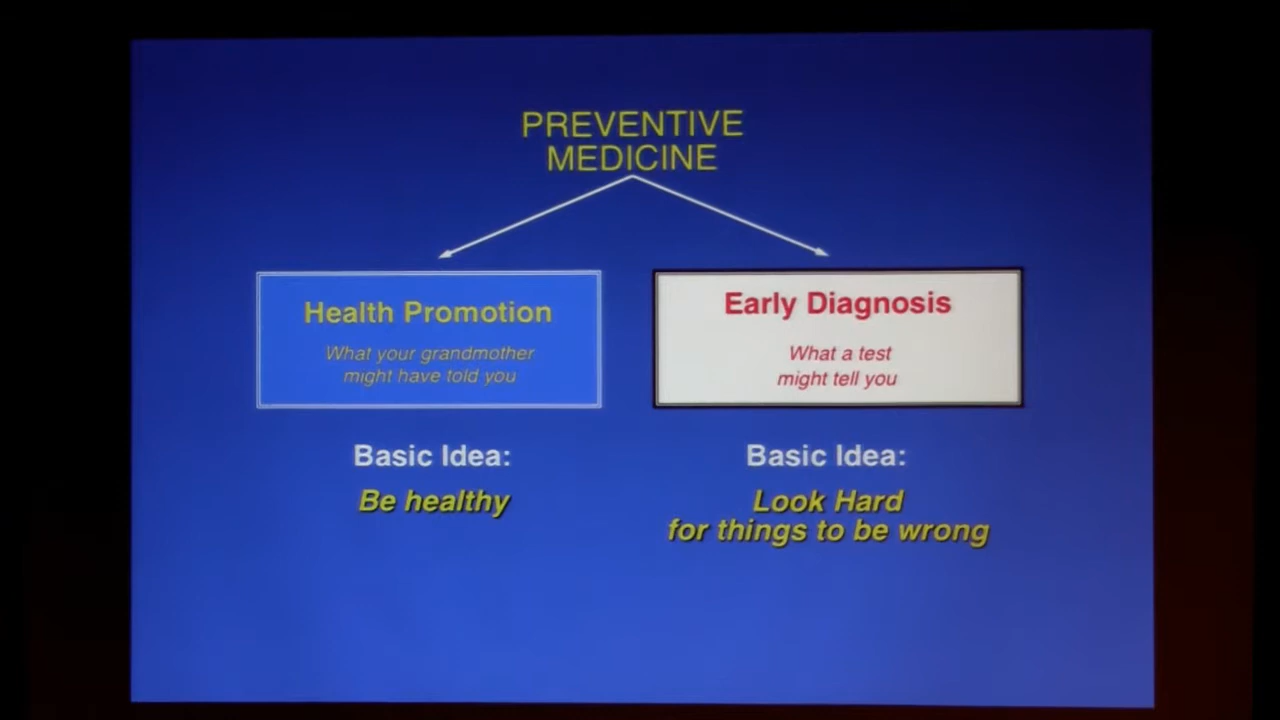 PREVENTIVE
MEDICINE
Health Promotion
What your grandmother
might have told you
Early Diagnosis
What a test
might tell you
Basic Idea:
Be healthy
Basic Idea:
Look Hard
for things to be wrong